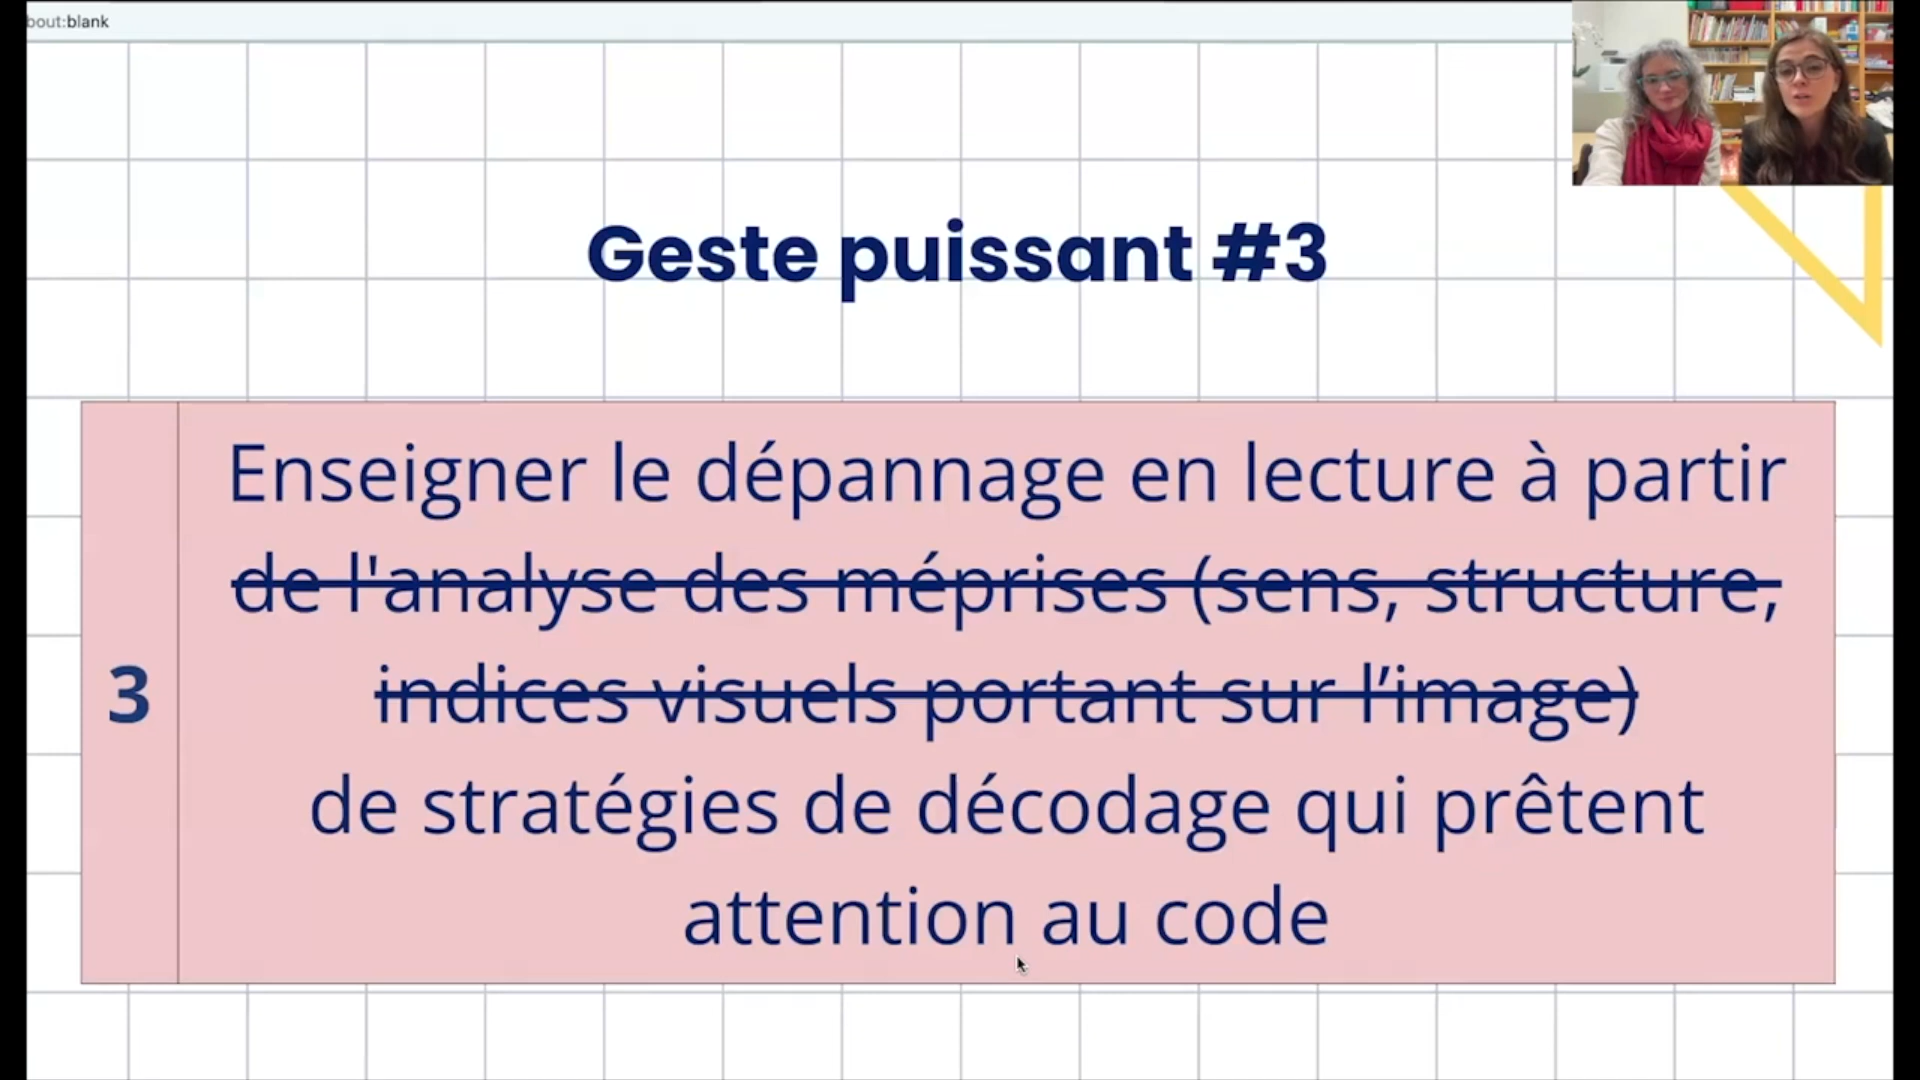 bout:blank
Geste puissant #3
3
Enseigner le dépannage en lecture à partir
de l'analyse des méprises (sens, structure,
indices visuels portant sur l’image)
de stratégies de décodage qui prêtent
attention au code